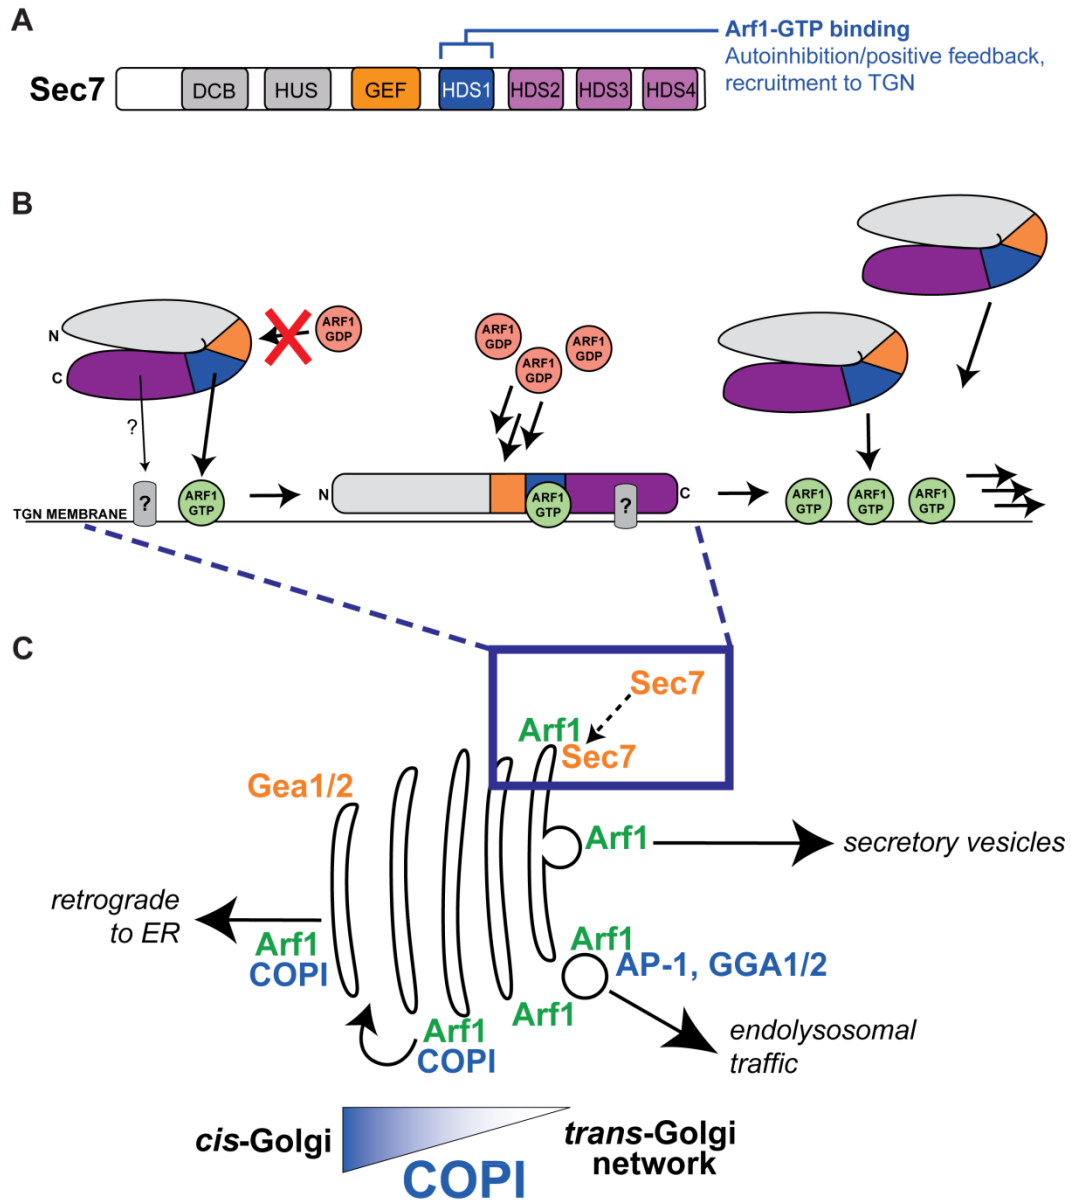 A
Sec7
DCB
HUS
GEF
HDS1
HDS2
HDS3
HDS4
Arf1-GTP binding
Autoinhibition/positive feedback,
recruitment to TGN
B
N
C
ARF1
GDP
?
?
ARF1
GTP
TGN MEMBRANE
ARF1
GDP
ARF1
GDP
ARF1
GDP
N
ARF1
GTP
?
C
ARF1
GTP
ARF1
GTP
ARF1
GTP
C
Sec7
Arf1
Sec7
Gea1/2
Arf1
secretory vesicles
retrograde
to ER
Arf1
COPI
Arf1
AP-1, GGA1/2
Arf1
Arf1
COPI
endolysosomal
traffic
cis-Golgi
trans-Golgi
network
COPI